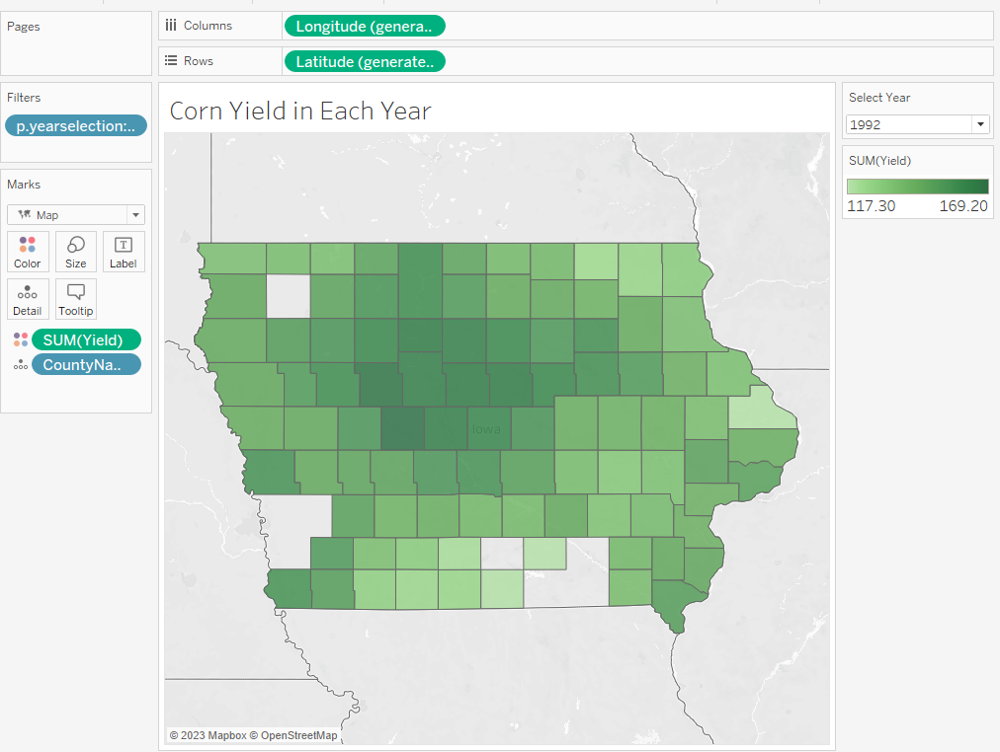 Pages
Columns
Longitude (genera..
Rows
Latitude (generate..
Filters
p.yearselection:..
Marks
Map
Color
Size
Label
Detail
Tooltip
SUM(Yield)
CountyNa..
Corn Yield in Each Year
Iowa
© 2023 Mapbox © OpenStreetMap
Select Year
1992
SUM(Yield)
117.30 169.20